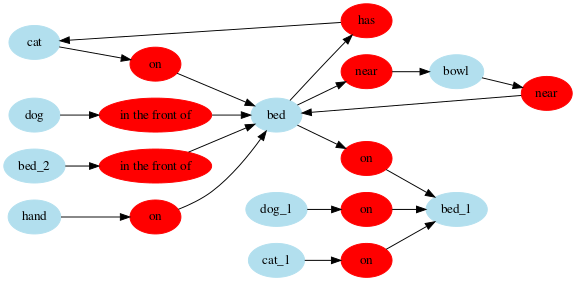 has
cat
on
near
bowl
near
dog
in the front of
bed
bed_2
in the front of
on
hand
on
dog_1
on
bed_1
cat_1
on